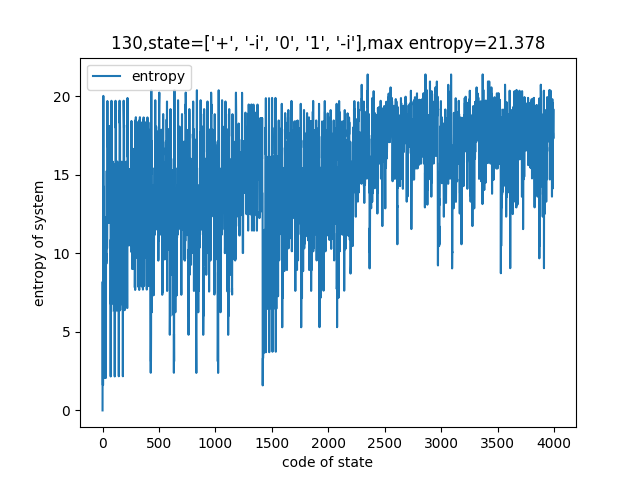 130,state=['+', '-i', '0', '1', '-i'],max entropy=21.378
entropy
20
15
10
5
0
entropy of system
0 500 1000 1500 2000 2500 3000 3500 4000
code of state